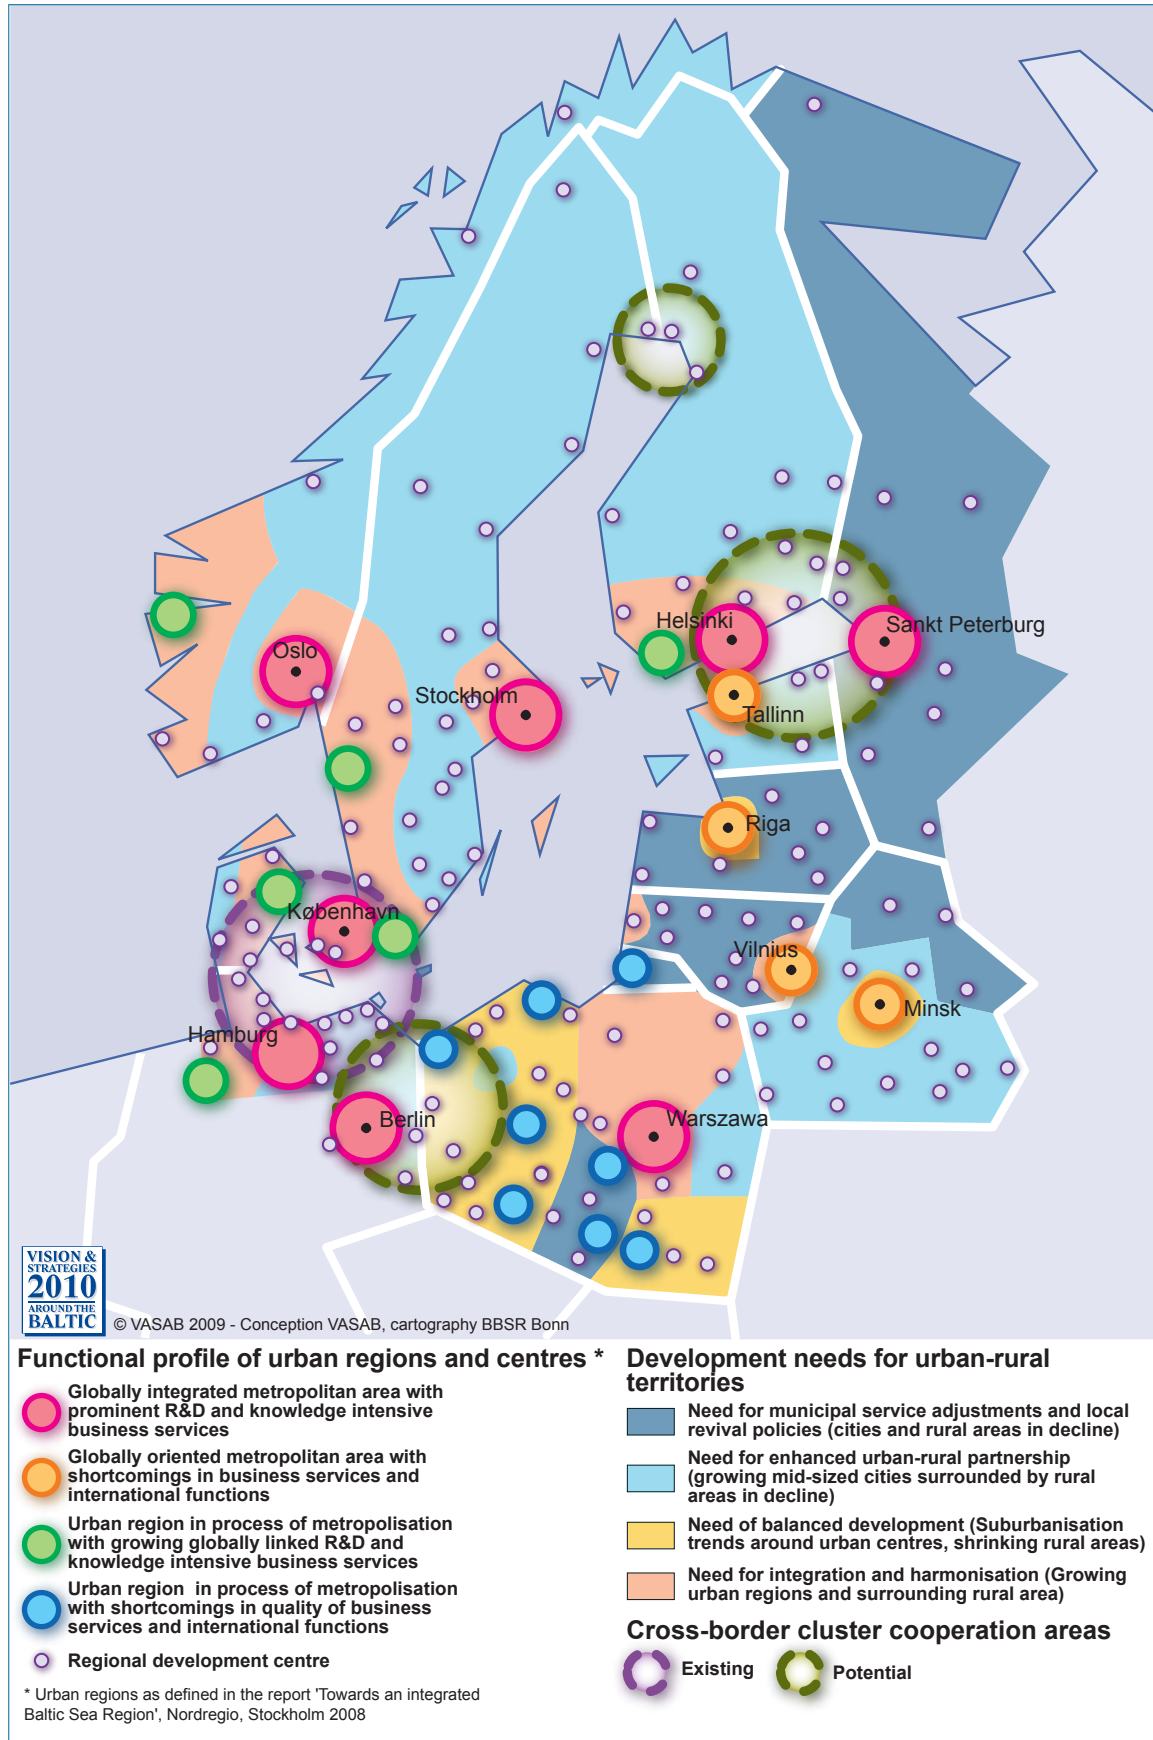 Oslo
Stockholm
Helsinki
Sankt Peterburg
Tallinn
Riga
København
Vilnius
Minsk
Hamburg
Berlin
Warszawa
VISION &
STRATEGIES
2010
AROUND THE
BALTIC
© VASAB 2009 - Conception VASAB, cartography BBSR Bonn
Functional profile of urban regions and centres *
Globally integrated metropolitan area with
prominent R&D and knowledge intensive
business services
Globally oriented metropolitan area with
shortcomings in business services and
international functions
Urban region in process of metropolisation
with growing globally linked R&D and
knowledge intensive business services
Urban region in process of metropolisation
with shortcomings in quality of business
services and international functions
Regional development centre
* Urban regions as defined in the report 'Towards an integrated
Baltic Sea Region', Nordregio, Stockholm 2008
Development needs for urban-rural
territories
Need for municipal service adjustments and local
revival policies (cities and rural areas in decline)
Need for enhanced urban-rural partnership
(growing mid-sized cities surrounded by rural
areas in decline)
Need of balanced development (Suburbanisation
trends around urban centres, shrinking rural areas)
Need for integration and harmonisation (Growing
urban regions and surrounding rural area)
Cross-border cluster cooperation areas
Existing
Potential